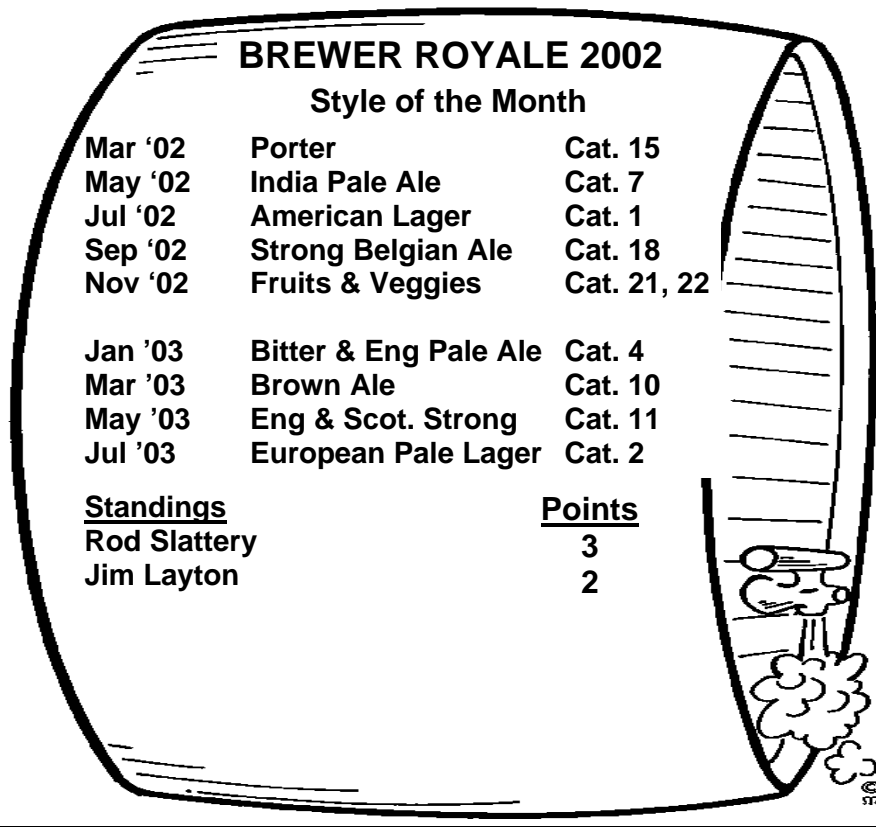 BREWER ROYALE 2002
Style of the Month
Mar ‘02 Porter Cat. 15
May ‘02 India Pale Ale Cat. 7
Jul ‘02 American Lager Cat. 1
Sep ‘02 Strong Belgian Ale Cat. 18
Nov ‘02 Fruits & Veggies Cat. 21, 22
Jan ’03 Bitter & Eng Pale Ale Cat. 4
Mar ’03 Brown Ale Cat. 10
May ’03 Eng & Scot. Strong Cat. 11
Jul ’03 European Pale Lager Cat. 2
Standings Points
Rod Slattery 3
Jim Layton 2